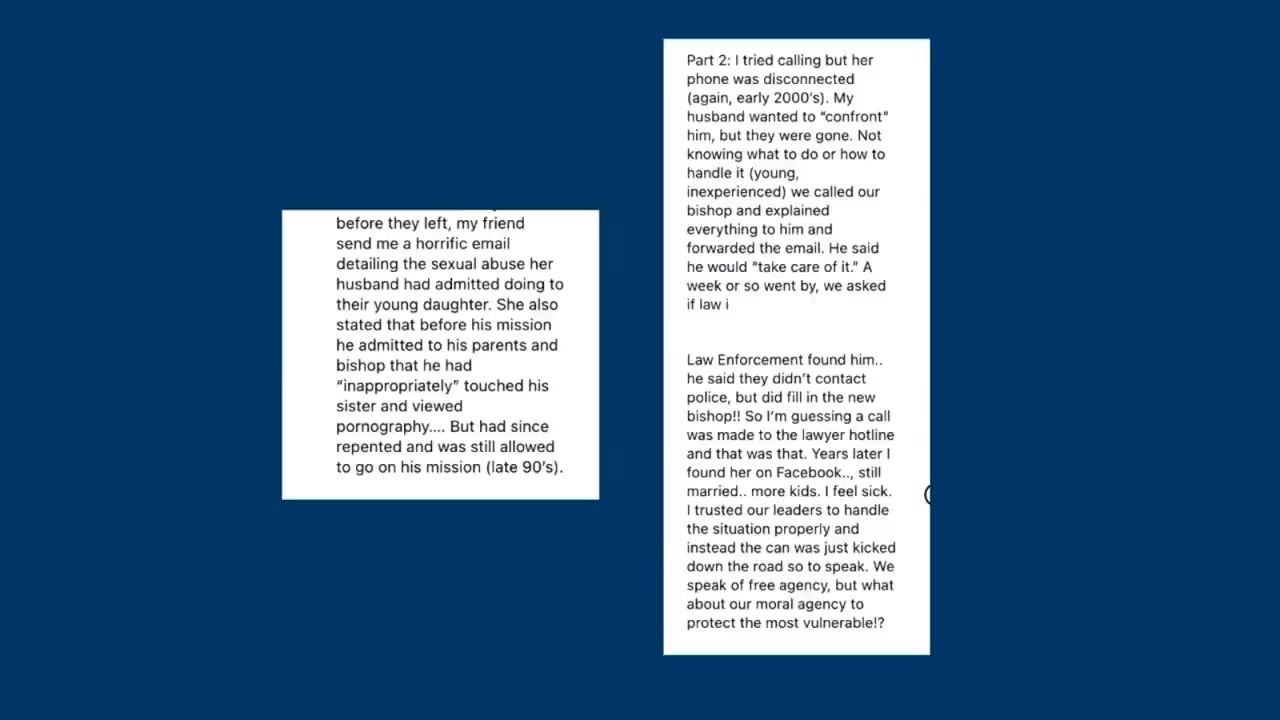 before they left, my friend
send me a horrific email
detailing the sexual abuse her
husband had admitted doing to
their young daughter. She also
stated that before his mission
he admitted to his parents and
bishop that he had
“inappropriately” touched his
sister and viewed
pornography.... But had since
repented and was still allowed
to go on his mission (late 90’s).
Part 2: I tried calling but her
phone was disconnected
(again, early 2000’s). My
husband wanted to “confront”
him, but they were gone. Not
knowing what to do or how to
handle it (young,
inexperienced) we called our
bishop and explained
everything to him and
forwarded the email. He said
he would “take care of it.” A
week or so went by, we asked
if law i
Law Enforcement found him..
he said they didn’t contact
police, but did fill in the new
bishop!! So I’m guessing a call
was made to the lawyer hotline
and that was that. Years later I
found her on Facebook.., still
married.. more kids. I feel sick.
I trusted our leaders to handle
the situation properly and
instead the can was just kicked
down the road so to speak. We
speak of free agency, but what
about our moral agency to
protect the most vulnerable!?